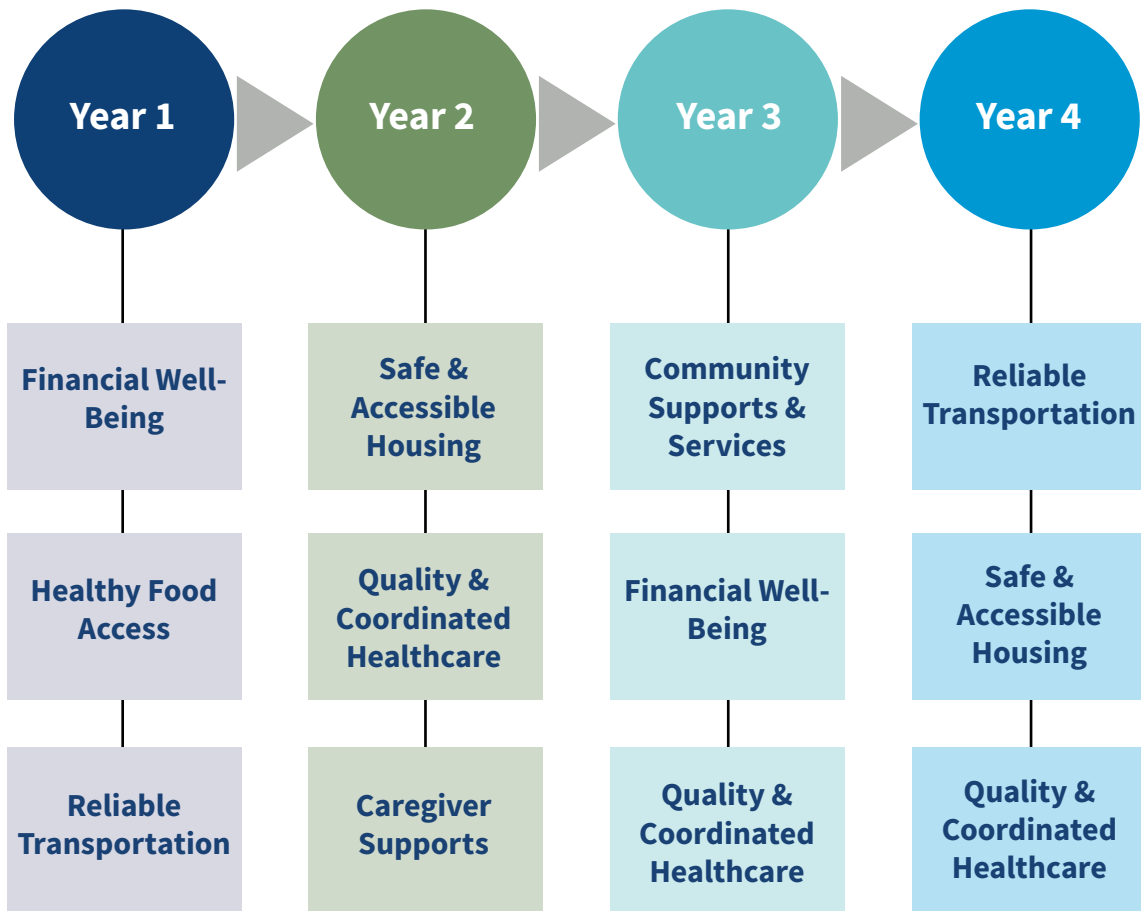 Year 1
Year 2
Year 3
Year 4
Financial Well-
Being
Safe &
Accessible
Housing
Community
Supports &
Services
Reliable
Transportation
Healthy Food
Access
Quality &
Coordinated
Healthcare
Financial Well-
Being
Safe &
Accessible
Housing
Reliable
Transportation
Caregiver
Supports
Quality &
Coordinated
Healthcare
Quality &
Coordinated
Healthcare